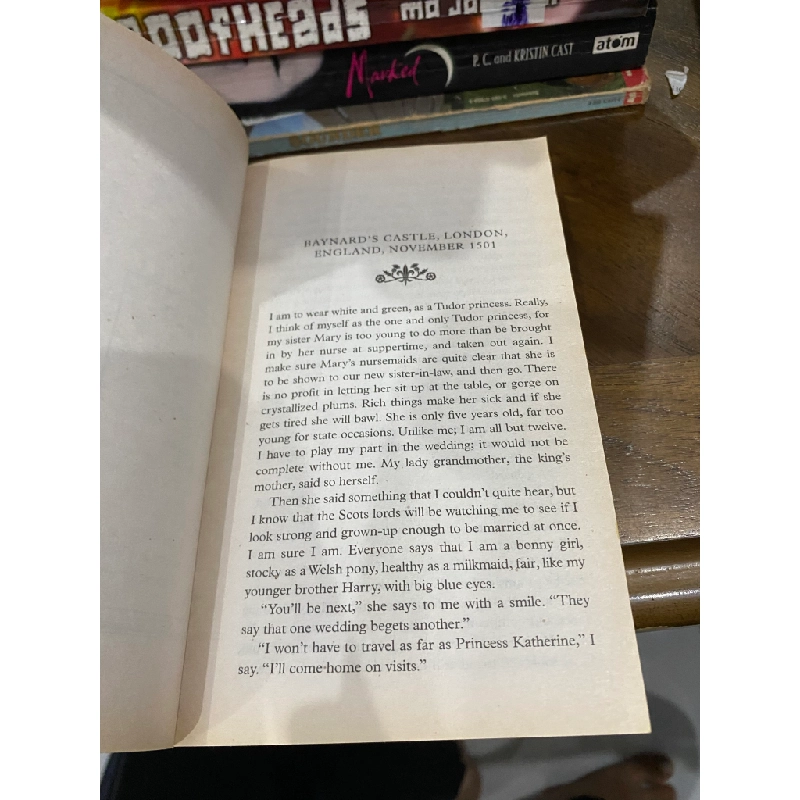 OOTHEADS
Marked
P. C. and KRISTIN CAST
atom
BAYNARD'S CASTLE, LONDON,
ENGLAND, NOVEMBER 1501
I am to wear white and green, as a Tudor princess. Really,
I think of myself as the one and only Tudor princess, for
my sister Mary is too young to do more than be brought
in by her nurse at suppertime, and taken out again. I
make sure Mary's nursemaids are quite clear that she is
to be shown to our new sister-in-law, and then go. There
is no profit in letting her sit up at the table, or gorge on
crystallized plums. Rich things make her sick and if she
gets tired she will bawl. She is only five years old, far too
young for state occasions. Unlike me; I am all but twelve.
I have to play my part in the wedding; it would not be
complete without me. My lady grandmother, the king's
mother, said so herself.
Then she said something that I couldn't quite hear, but
I know that the Scots lords will be watching me to see if I
look strong and grown-up enough to be married at once.
I am sure I am. Everyone says that I am a bonny girl,
stocky as a Welsh pony, healthy as a milkmaid, fair, like my
younger brother Harry, with big blue eyes.
"You'll be next," she says to me with a smile. "They
say that one wedding begets another."
"I won't have to travel as far as Princess Katherine," I
say. "I'll come home on visits."